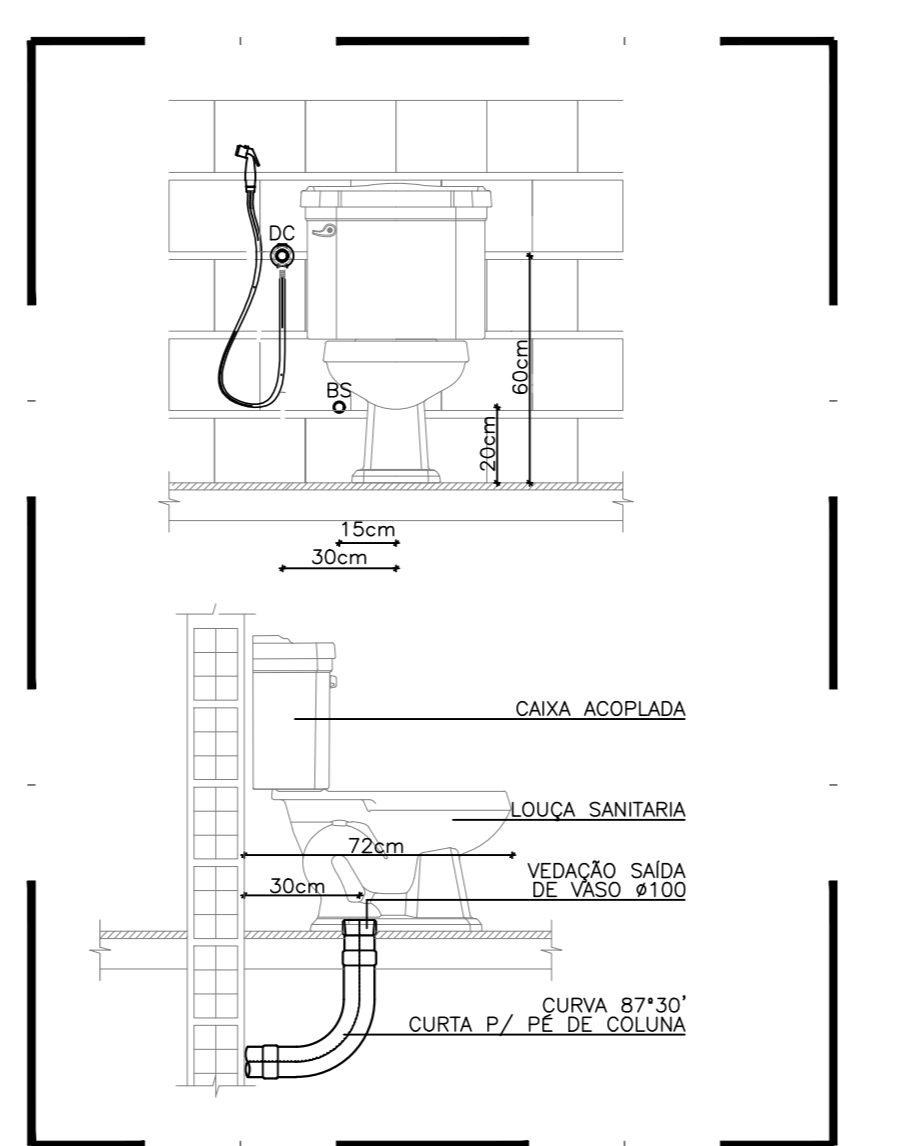 DC
BS
60cm
20cm
15cm
30cm
CAIXA ACOPLADA
LOUÇA SANITARIA
72cm
30cm
VEDAÇÃO SAÍDA
DE VASO ø100
CURVA 87°30'
CURTA P/ PÉ DE COLUNA